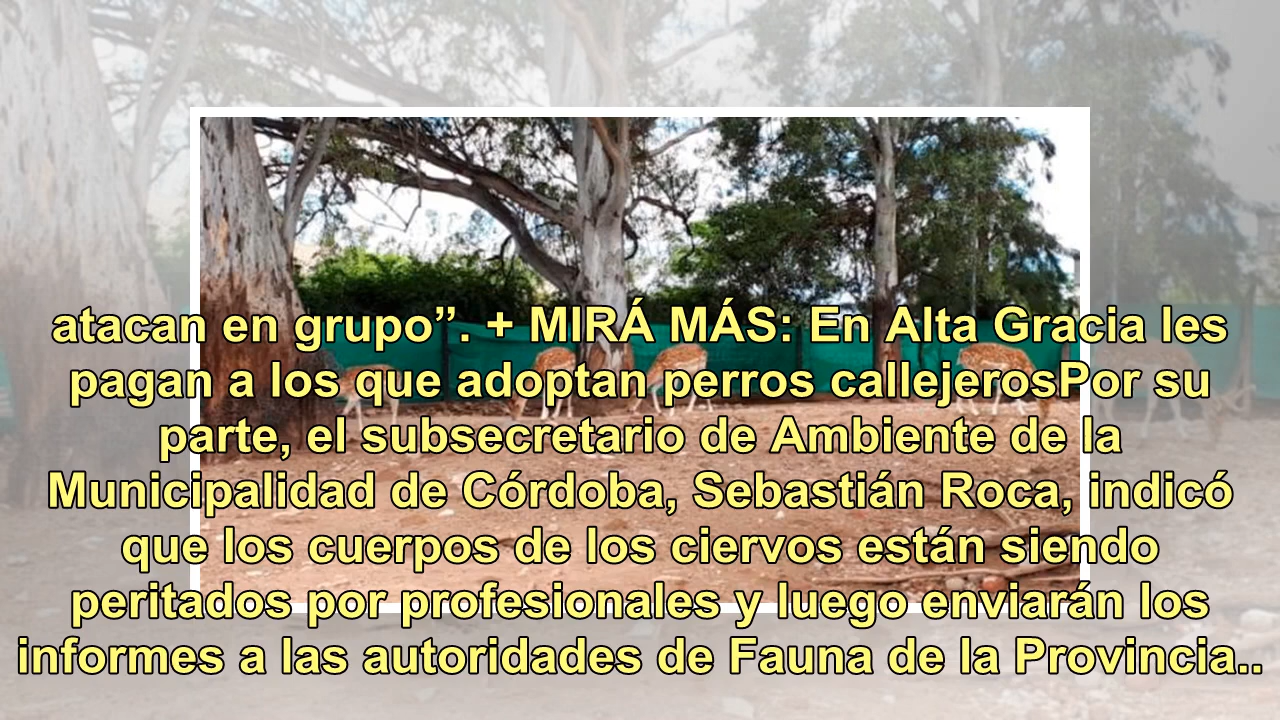 atacan en grupo”. + MIRÁ MÁS: En Alta Gracia les
pagan a los que adoptan perros callejerosPor su
parte, el subsecretario de Ambiente de la
Municipalidad de Córdoba, Sebastián Roca, indicó
que los cuerpos de los ciervos están siendo
peritados por profesionales y luego enviarán los
informes a las autoridades de Fauna de la Provincia..